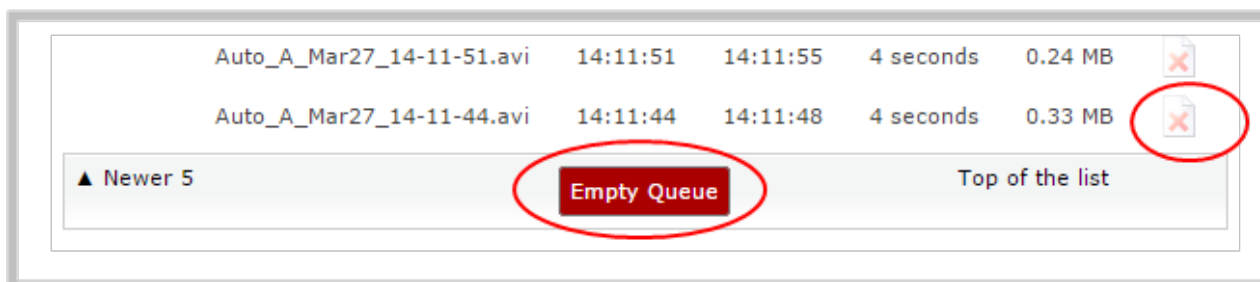 Auto_A_Mar27_14-11-51.avi 14:11:51 14:11:55 4 seconds 0.24 MB
Auto_A_Mar27_14-11-44.avi 14:11:44 14:11:48 4 seconds 0.33 MB
▲ Newer 5 Empty Queue Top of the list